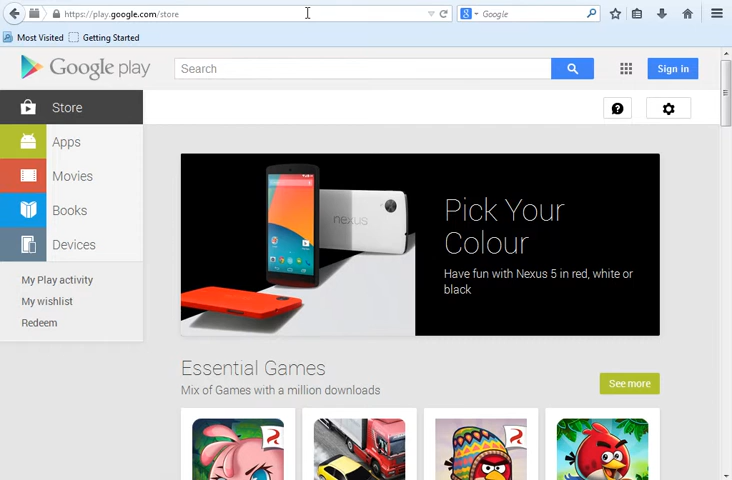 https://play.google.com/store
Google
Most Visited
Getting Started
Google play
Search
Sign in
Store
Apps
Movies
Books
Devices
My Play activity
My wishlist
Redeem
nexus
Pick Your
Colour
Have fun with Nexus 5 in red, white or
black
Essential Games
Mix of Games with a million downloads
See more